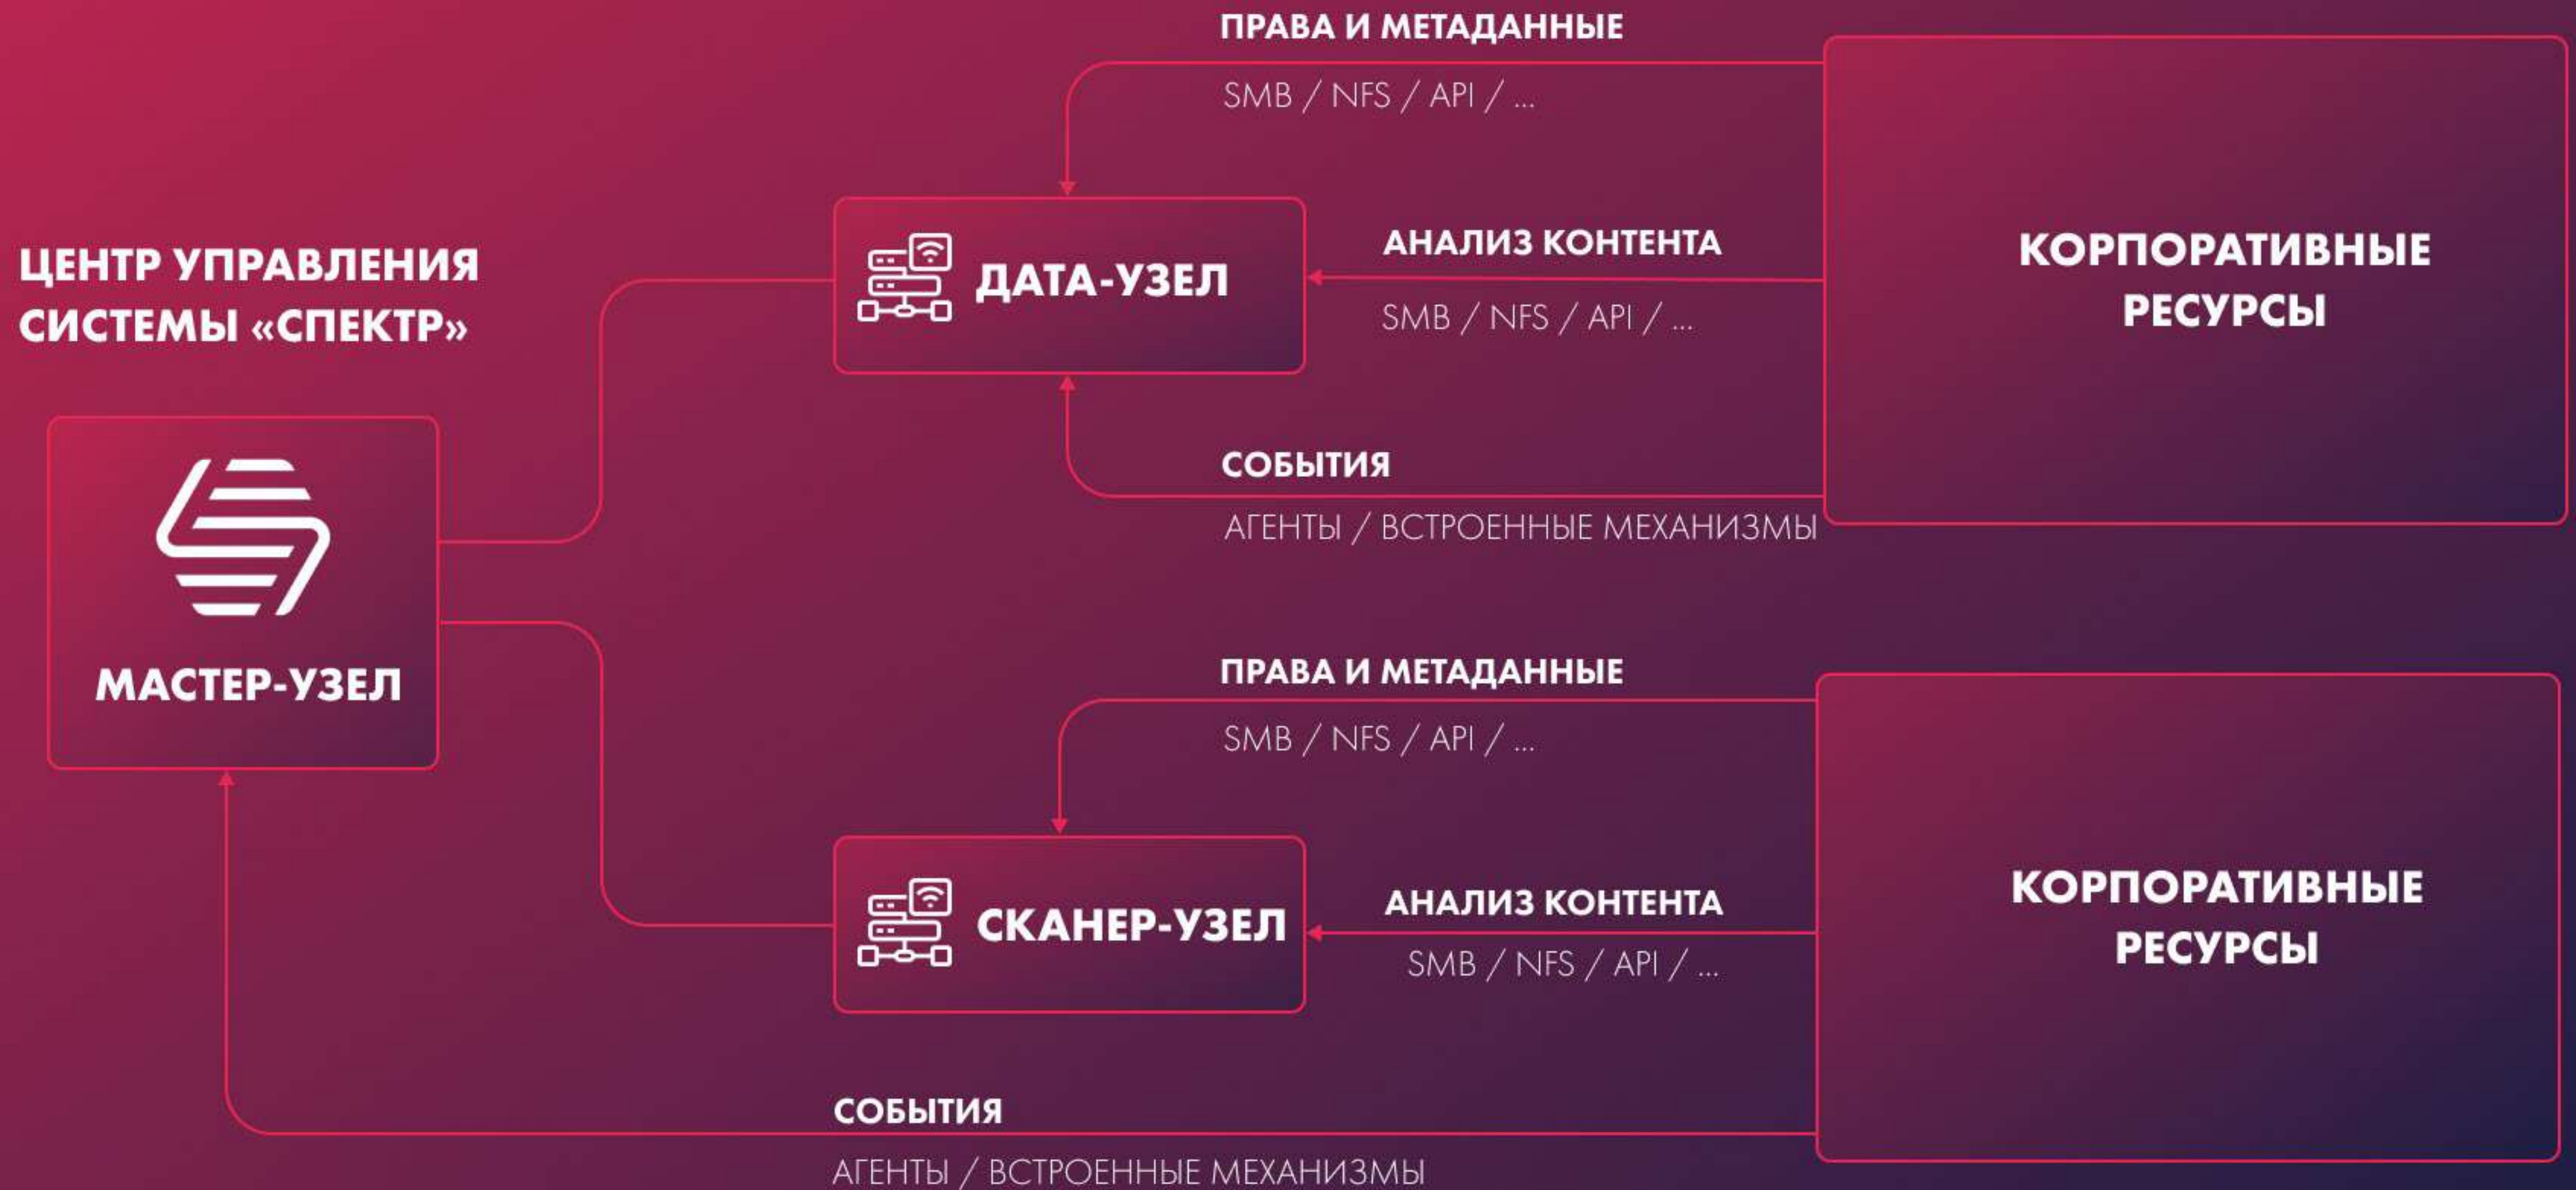 ПРАВА И МЕТАДАННЫЕ
SMB / NFS / API / ...
ЦЕНТР УПРАВЛЕНИЯ
СИСТЕМЫ «СПЕКТР»
ДАТА-УЗЕЛ
АНАЛИЗ КОНТЕНТА
SMB / NFS / API / ...
КОРПОРАТИВНЫЕ
РЕСУРСЫ
СОБЫТИЯ
АГЕНТЫ / ВСТРОЕННЫЕ МЕХАНИЗМЫ
МАСТЕР-УЗЕЛ
ПРАВА И МЕТАДАННЫЕ
SMB / NFS / API / ...
СКАНЕР-УЗЕЛ
АНАЛИЗ КОНТЕНТА
SMB / NFS / API / ...
КОРПОРАТИВНЫЕ
РЕСУРСЫ
СОБЫТИЯ
АГЕНТЫ / ВСТРОЕННЫЕ МЕХАНИЗМЫ